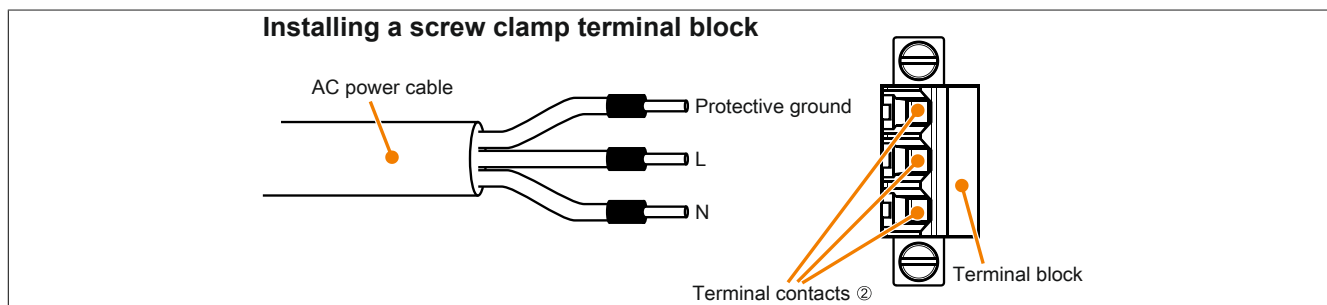 Installing a screw clamp terminal block
AC power cable
Protective ground
L
N
Terminal contacts ②
Terminal block